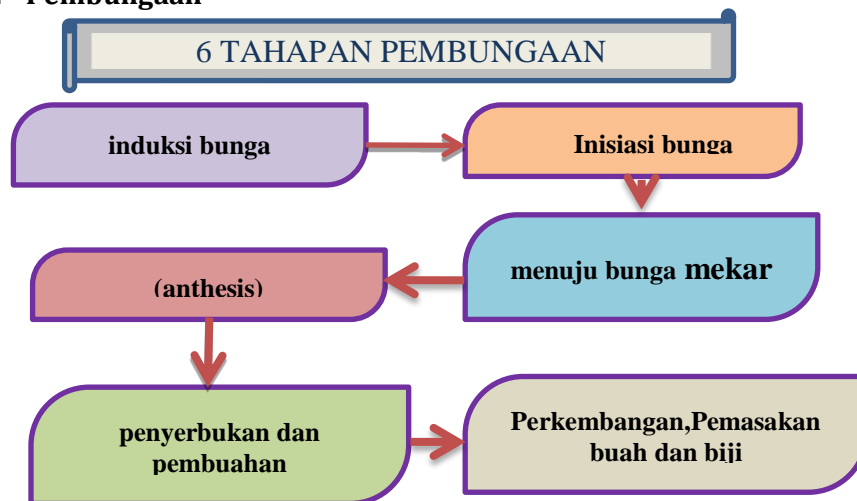 Pembungaan
6 TAHAPAN PEMBUNGAAN
induksi bunga
Inisiasi bunga
menuju bunga mekar
(anthesis)
penyerbukan dan
pembuahan
Perkembangan,Pemasakan
buah dan biji